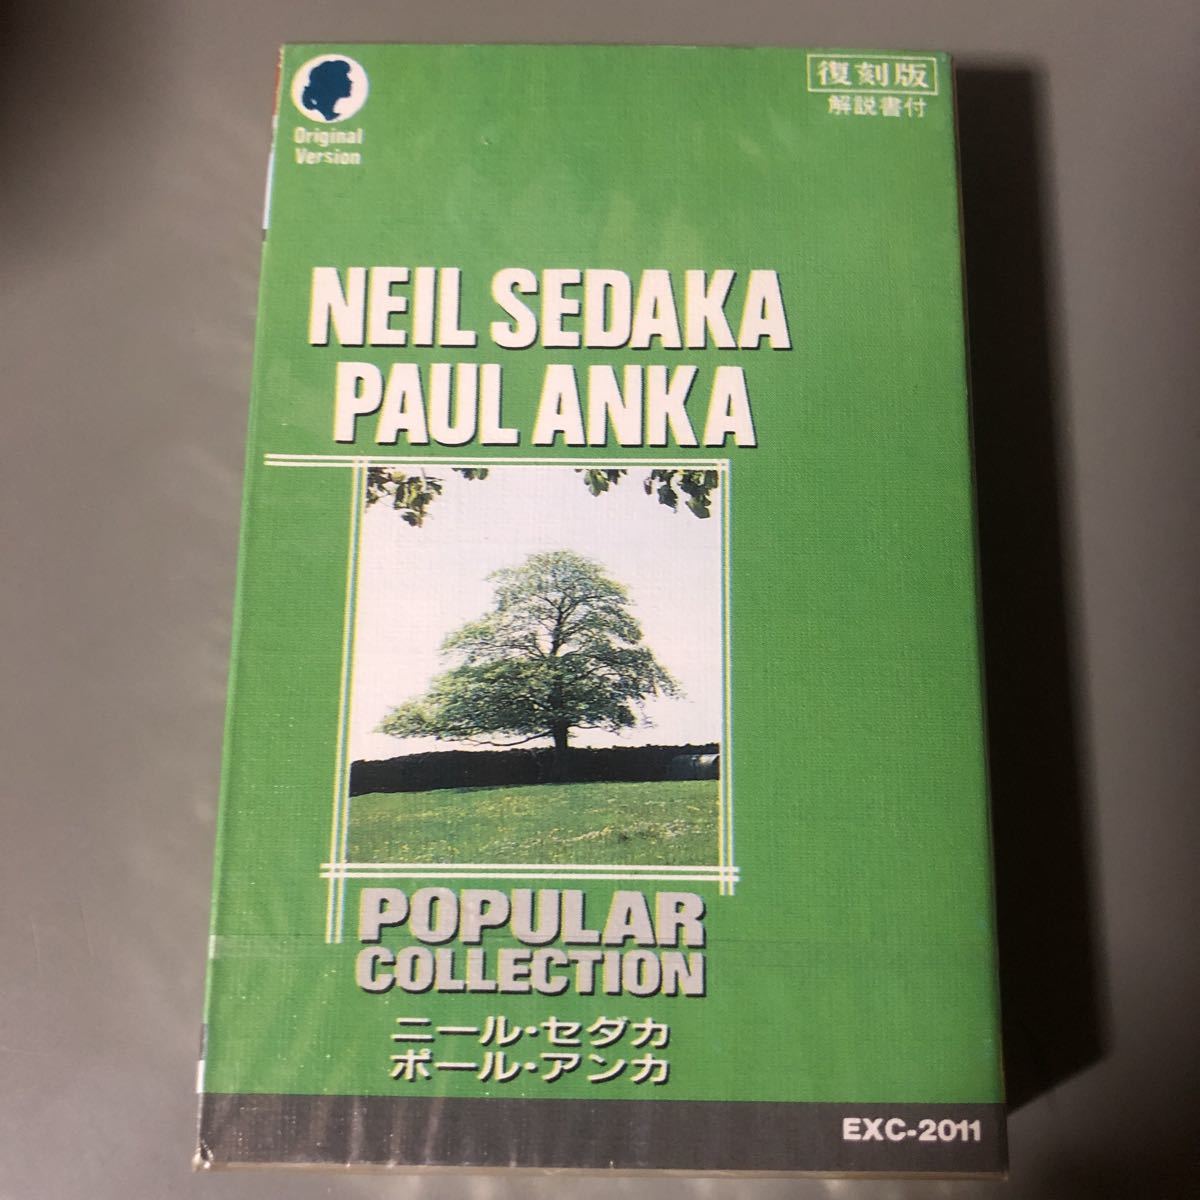 Original
Version
復刻版
解説書付
NEIL SEDAKA
PAUL ANKA
POPULAR
COLLECTION
ニール・セダカ
ポール・アンカ
EXC-2011